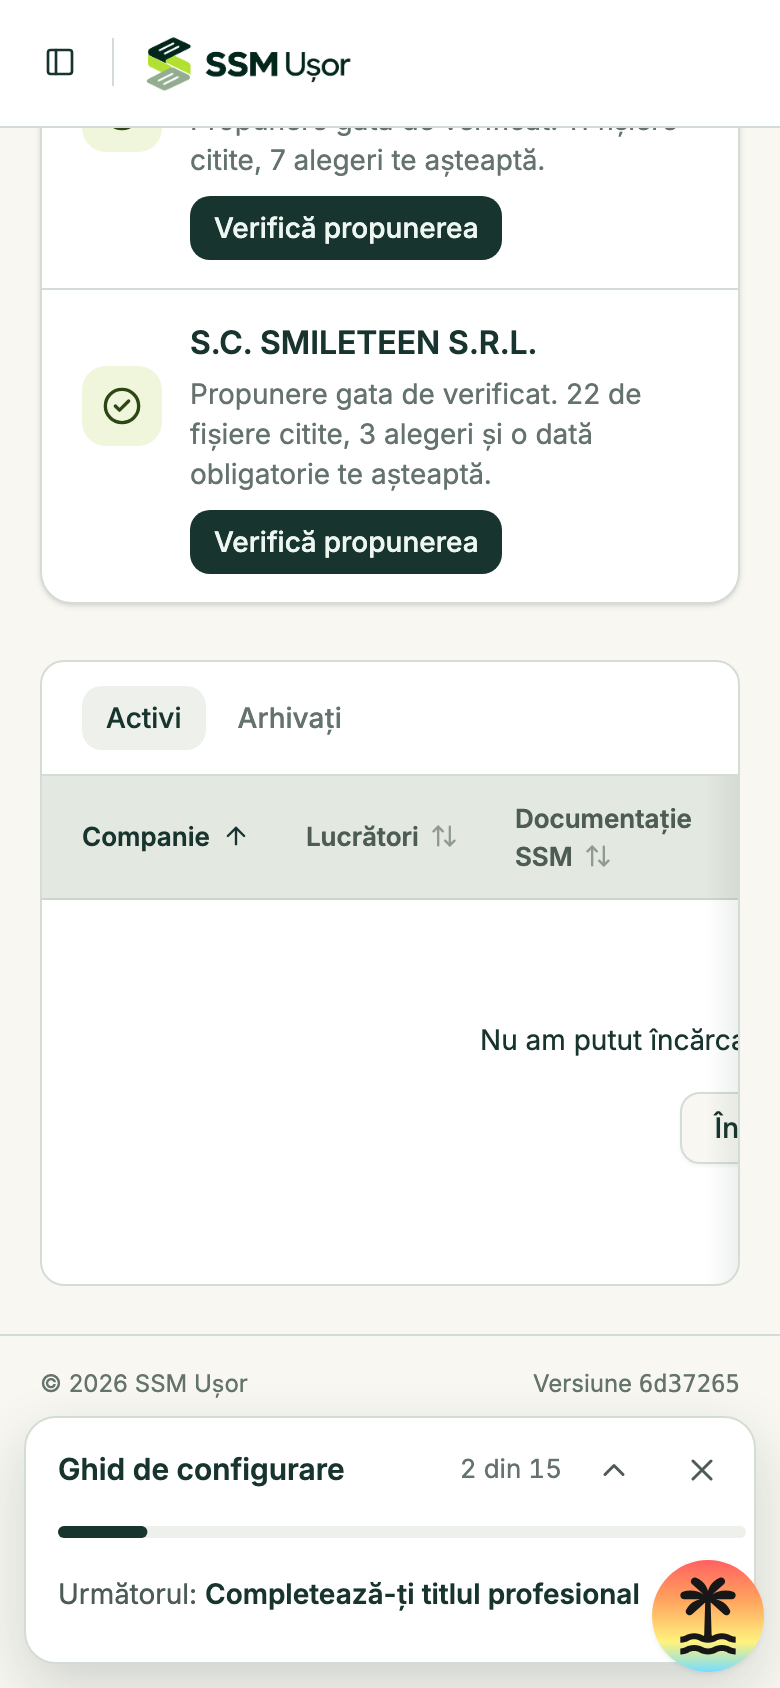 SSM Ușor
citite, 7 alegeri te așteaptă.
Verifică propunerea
S.C. SMILETEEN S.R.L.
Propunere gata de verificat. 22 de
fișiere citite, 3 alegeri și o dată
obligatorie te așteaptă.
Verifică propunerea
Activi
Arhivați
Companie
Lucrători
Documentație
SSM
Nu am putut încărca
În
© 2026 SSM Ușor
Versiune 6d37265
Ghid de configurare
2 din 15
Următorul: Completează-ți titlul profesional